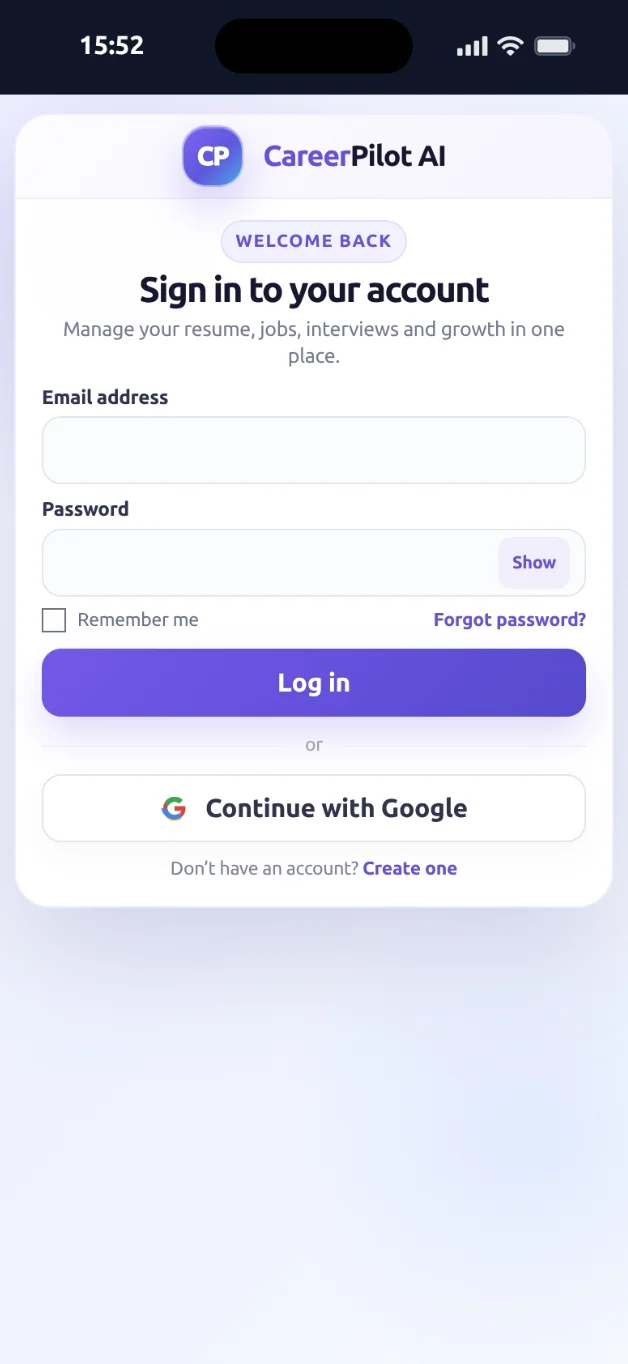 15:52
CP CareerPilot AI
WELCOME BACK
Sign in to your account
Manage your resume, jobs, interviews and growth in one
place.
Email address
Password
Show
Remember me Forgot password?
Log in
or
Continue with Google
Don’t have an account? Create one